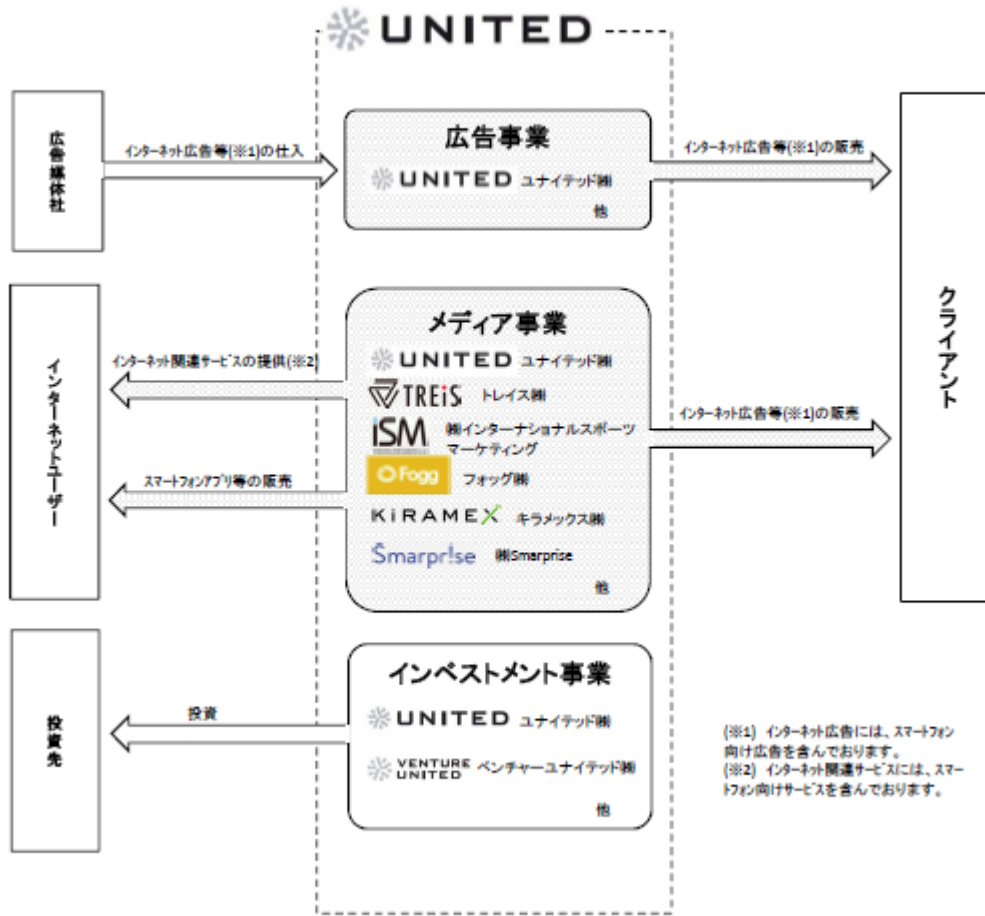 UNITED
広告媒体社
インターネット広告等(※1)の仕入
広告事業
UNITED ユナイテッド㈱
他
インターネット広告等(※1)の販売
クライアント
インターネットユーザー
インターネット関連サービスの提供(※2)
スマートフォンアプリ等の販売
メディア事業
UNITED ユナイテッド㈱
TREiS トレイス㈱
iSM ㈱インターナショナルスポーツ
マーケティング
Fogg フォッグ㈱
KiRAMEX キラメックス㈱
Smarpr!se ㈱Smarprise
他
インターネット広告等(※1)の販売
投資先
投資
インベストメント事業
UNITED ユナイテッド㈱
VENTURE
UNITED ベンチャーユナイテッド㈱
他
(※1) インターネット広告には、スマートフォン
向け広告を含んでおります。
(※2) インターネット関連サービスには、スマー
トフォン向けサービスを含んでおります。